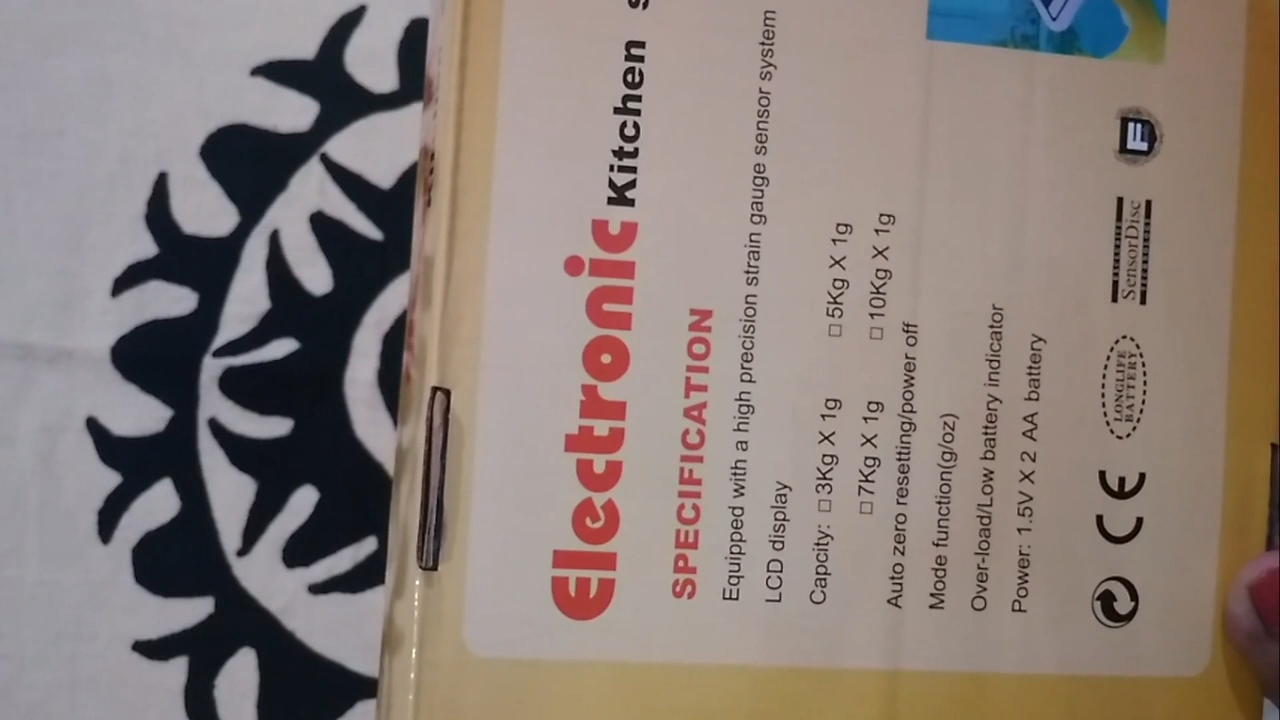 Electronic Kitchen
SPECIFICATION
Equipped with a high precision strain gauge sensor system
LCD display
Capcity: □ 3Kg X 1g □ 5Kg X 1g
□ 7Kg X 1g □ 10Kg X 1g
Auto zero resetting/power off
Mode function(g/oz)
Over-load/Low battery indicator
Power: 1.5V X 2 AA battery
CE
LONGLIFE
BATTERY
EXCLUSIVE
SensorDisc
TECHNOLOGY
F